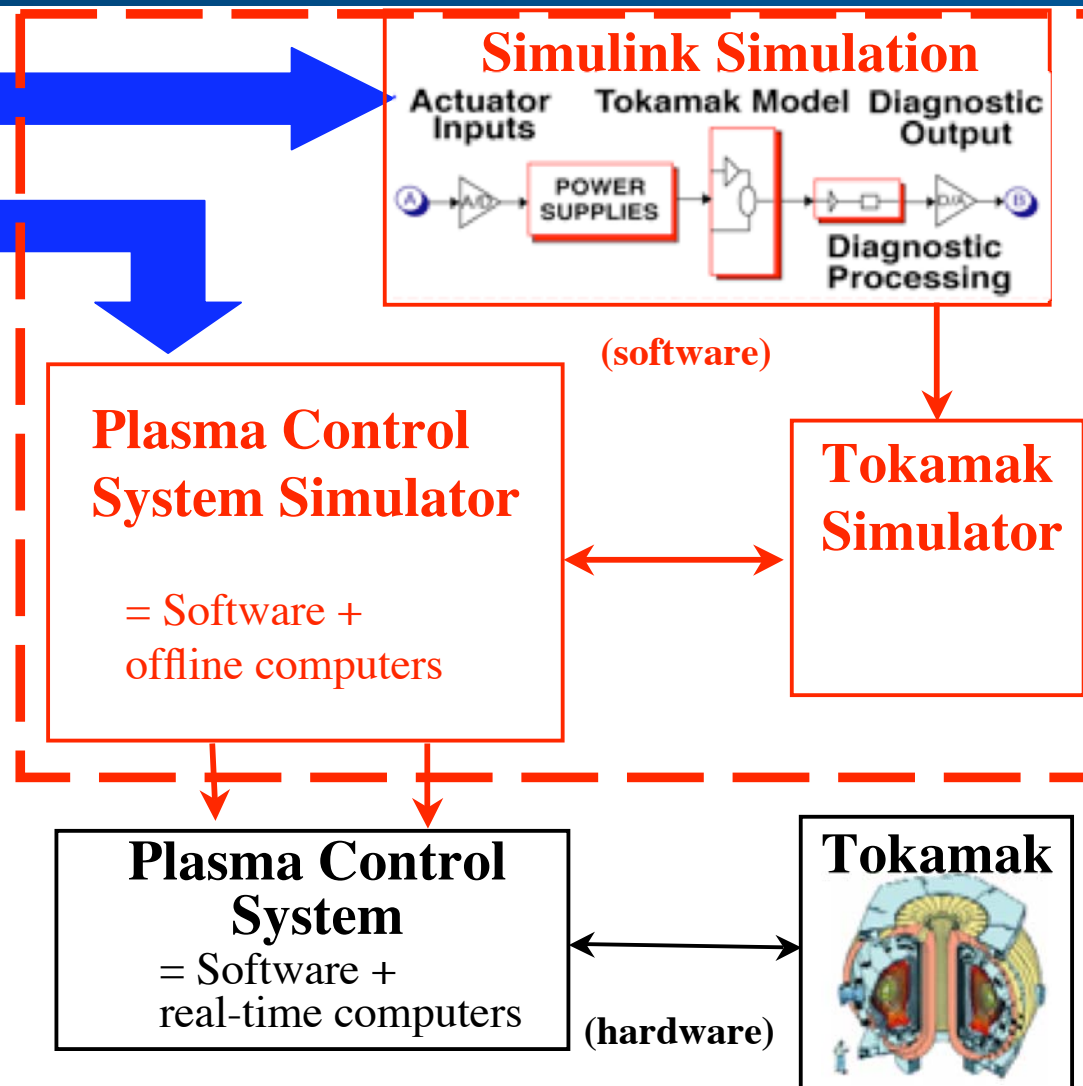 Simulink Simulation
Actuator Inputs
Tokamak Model
Diagnostic Output
A
A/D
POWER
SUPPLIES
D/A
B
Diagnostic
Processing
(software)
Plasma Control
System Simulator
= Software +
offline computers
Tokamak
Simulator
Plasma Control
System
= Software +
real-time computers
(hardware)
Tokamak